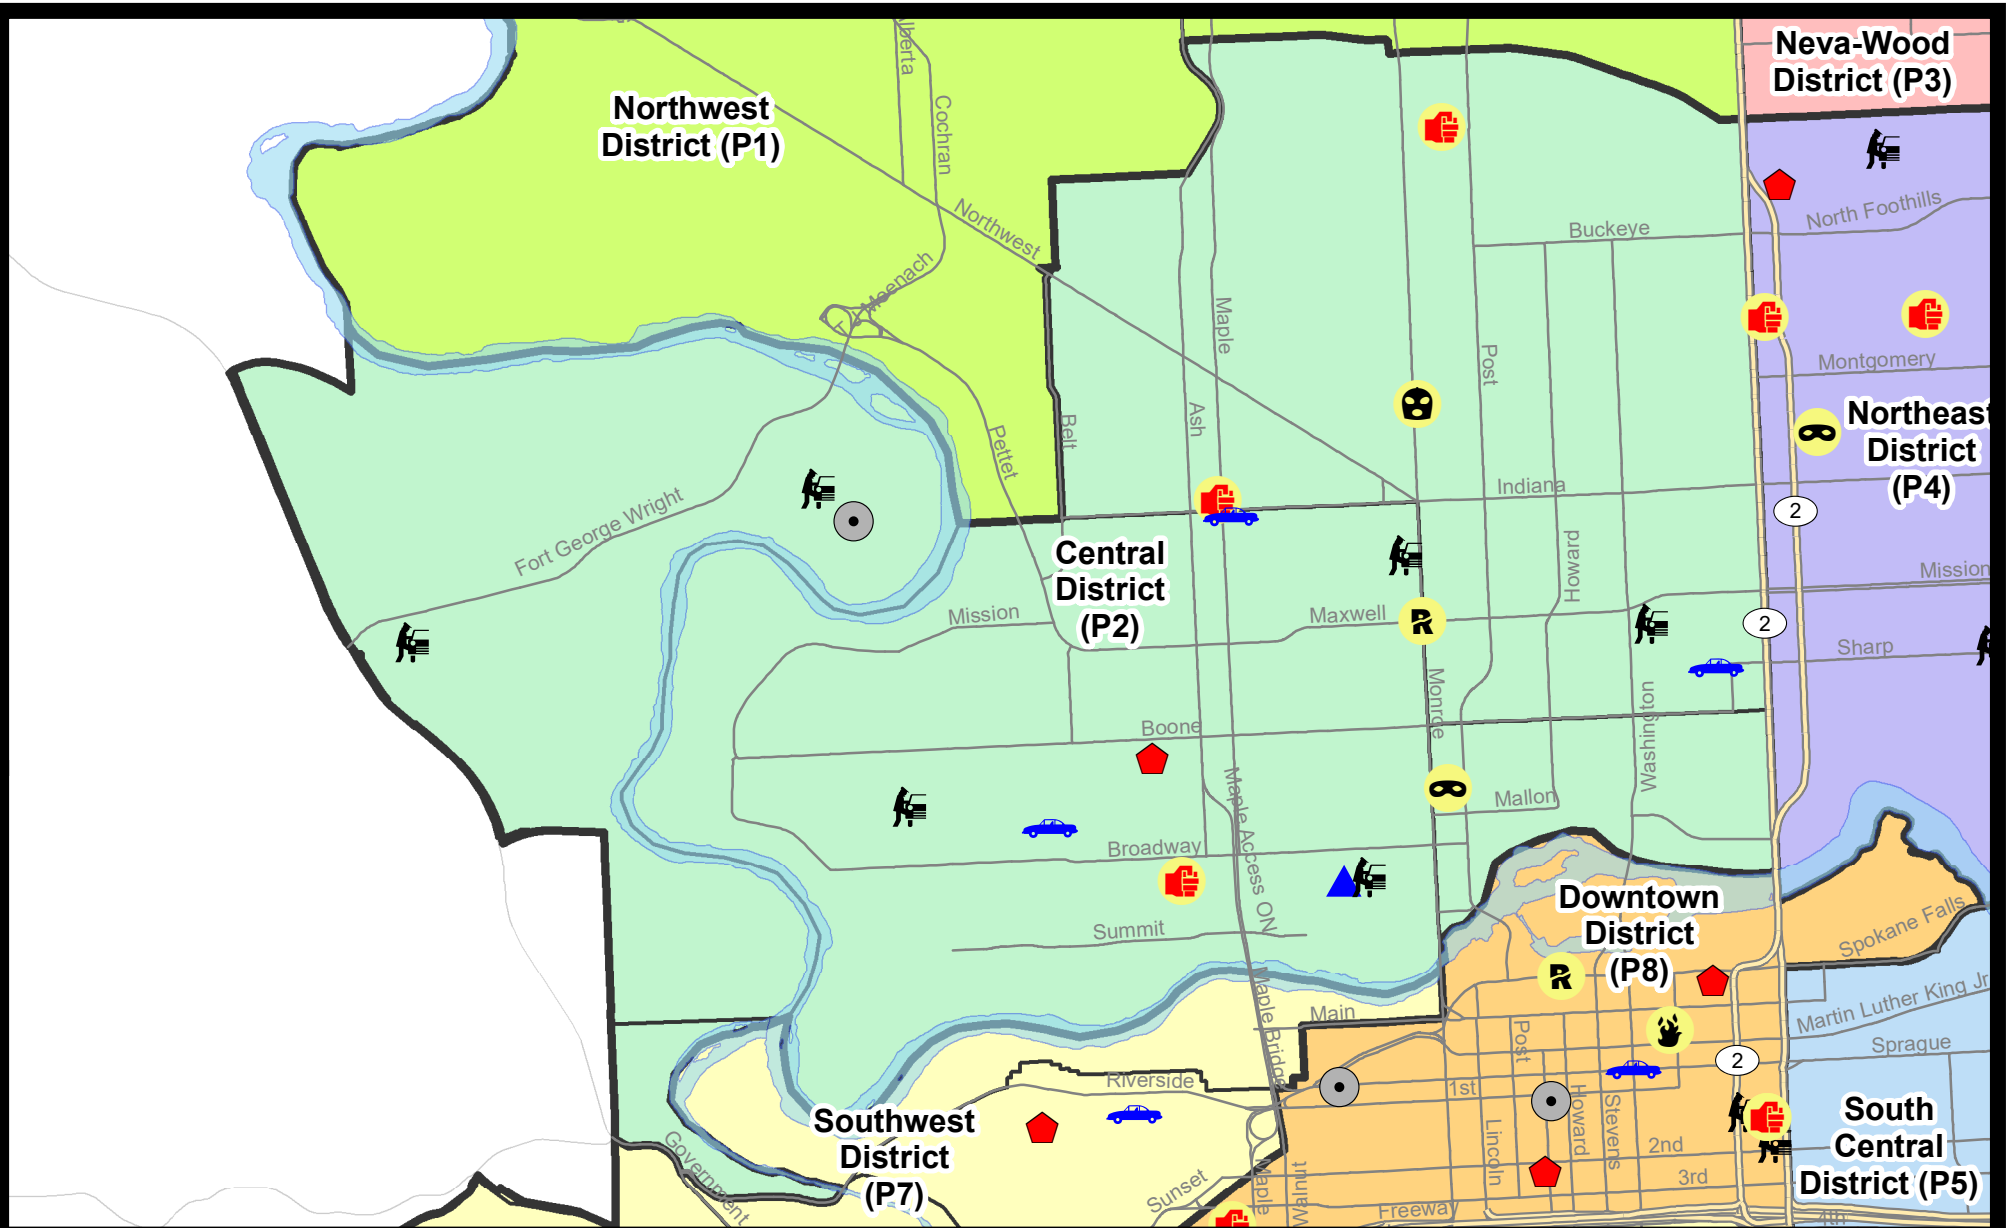 Neva-Wood
District (P3)
Northwest
District (P1)
Cochran
North Foothills
Buckeye
Northwest
Meenach
Maple
Post
Montgomery
Ash
Belt
Pettet
Northeast
District
(P4)
Indiana
Fort George Wright
2
Central
District
(P2)
Howard
Mission
Mission
Maxwell
2
Sharp
Monroe
Washington
Boone
Maple Access ON
Mallon
Broadway
Summit
Downtown
District
(P8)
Spokane Falls
Main
Maple Bridge
Post
Martin Luther King Jr
Sprague
2
Riverside
1st
Howard
Stevens
Lincoln
Southwest
District
(P7)
South
Central
District (P5)
Government
2nd
3rd
Sunset
Maple
Walnut
Freeway
4th